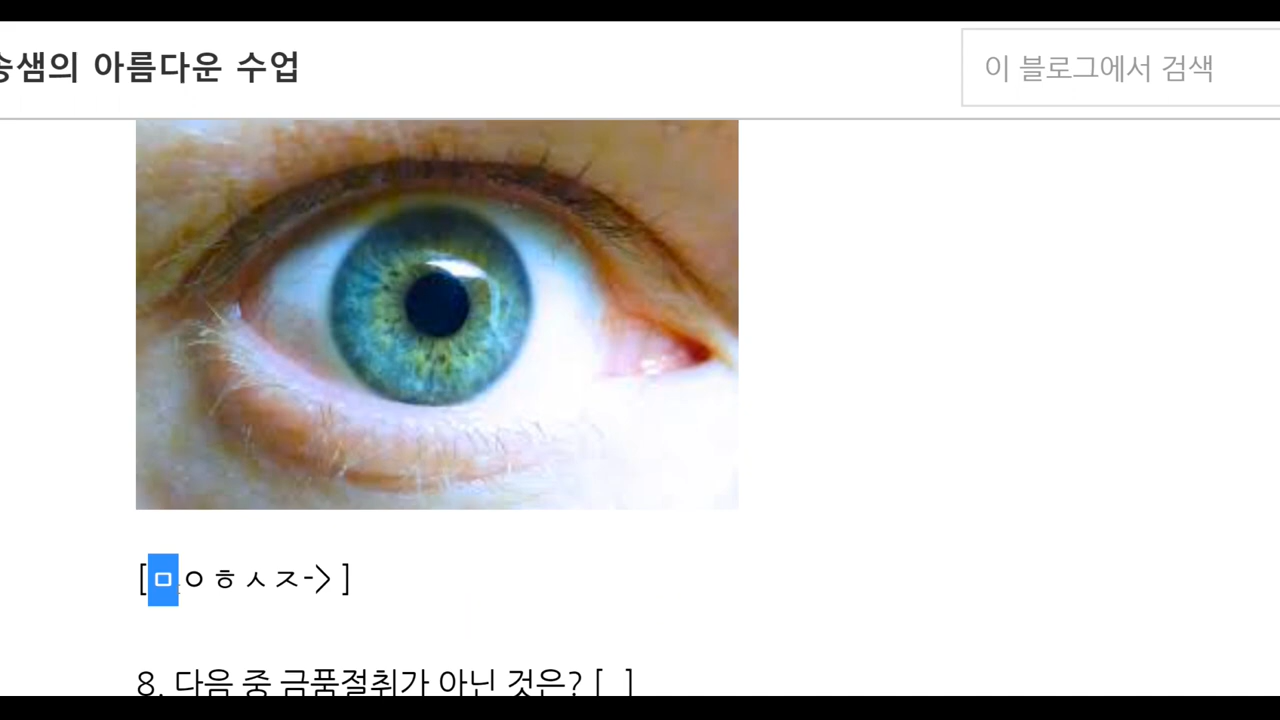 송샘의 아름다운 수업
이 블로그에서 검색
[ㅁㅇㅎㅅㅈ->]
8. 다음 중 금품절취가 아닌 것은? [ ]